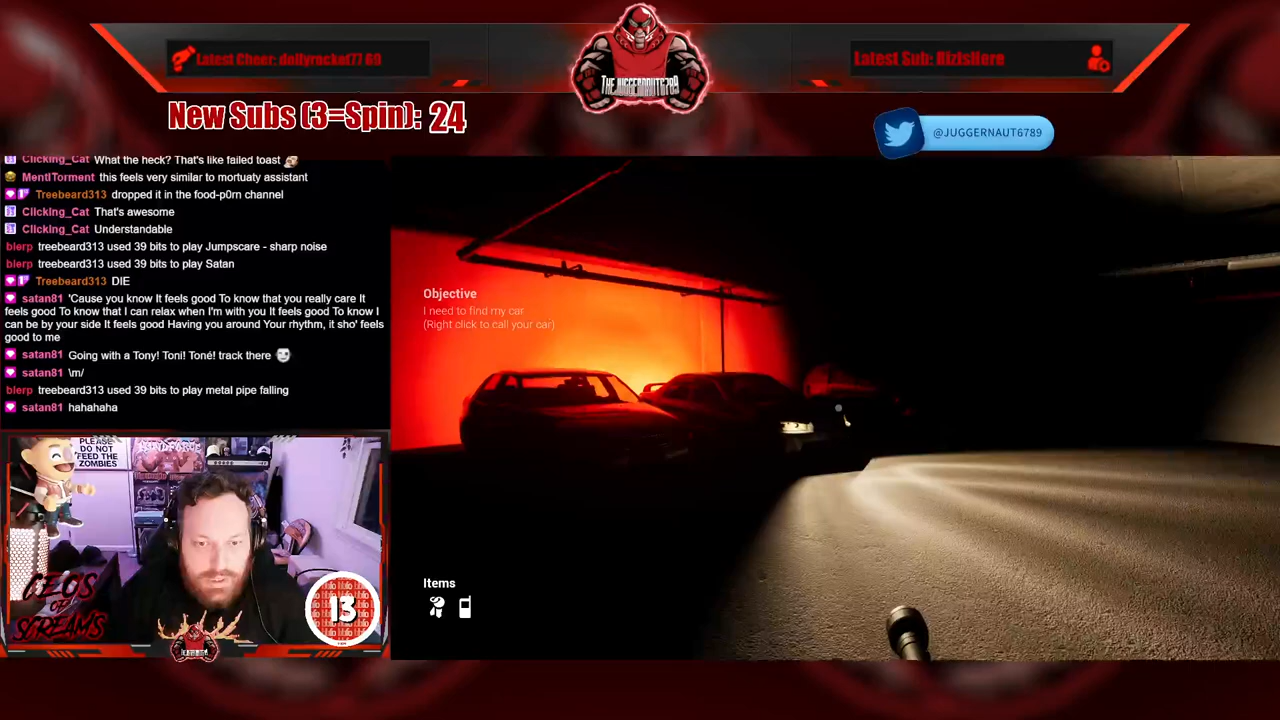 Latest Cheer: dollyrocket77 89
THEJUGGERNAUT6789
Latest Sub: RizIsHere
New Subs (3=Spin): 24
@JUGGERNAUT6789
Clicking_Cat What the heck? That's like failed toast
MentlTorment this feels very similar to mortuaty assistant
Treebeard313 dropped it in the food-p0rn channel
Clicking_Cat That's awesome
Clicking_Cat Understandable
blerp treebeard313 used 39 bits to play Jumpscare - sharp noise
blerp treebeard313 used 39 bits to play Satan
Treebeard313 DIE
satan81 'Cause you know It feels good To know that you really care It
feels good To know that I can relax when I'm with you It feels good To know I
can be by your side It feels good Having you around Your rhythm, it sho' feels
good to me
satan81 Going with a Tony! Toni! Toné! track there
satan81 \m/
blerp treebeard313 used 39 bits to play metal pipe falling
satan81 hahahaha
Objective
I need to find my car
(Right click to call your car)
Items
PLEASE
DO NOT
FEED THE
ZOMBIES
CEO'S
OF
STREAMS
13